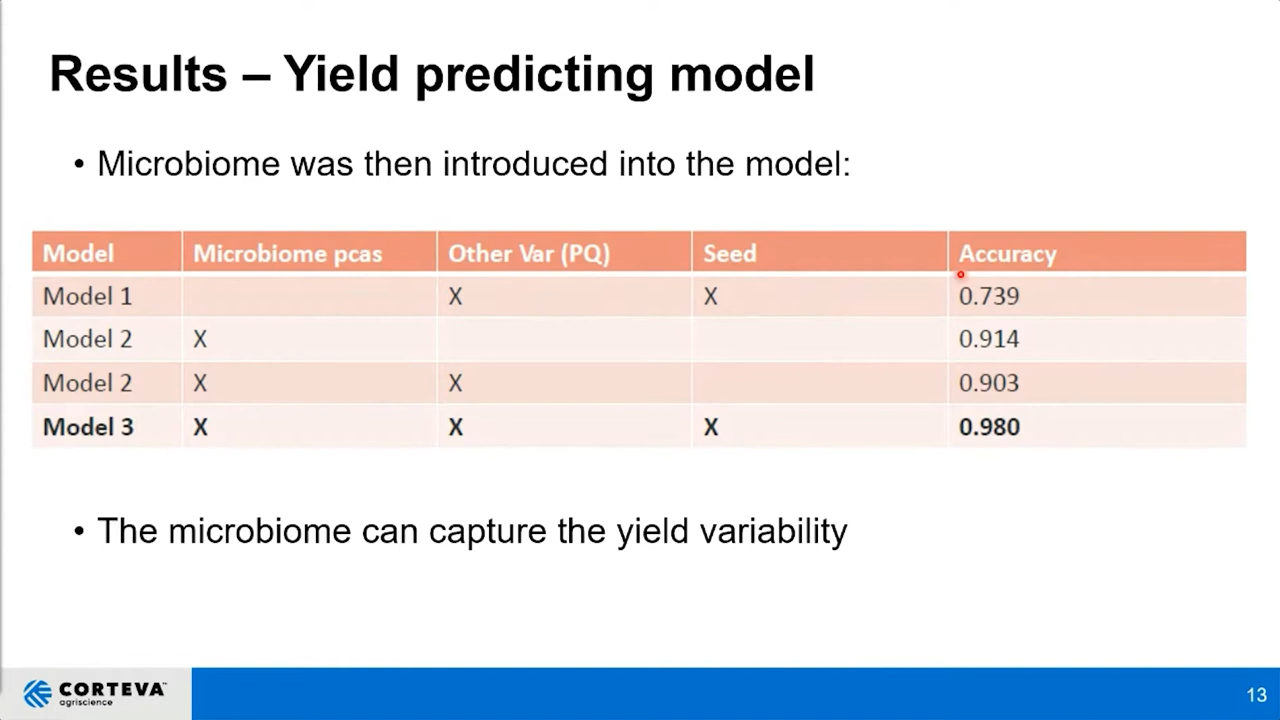 Results – Yield predicting model
• Microbiome was then introduced into the model:
Model Microbiome pcas Other Var (PQ) Seed Accuracy
Model 1 X X 0.739
Model 2 X 0.914
Model 2 X X 0.903
Model 3 X X X 0.980
• The microbiome can capture the yield variability
CORTEVA™
agriscience
13